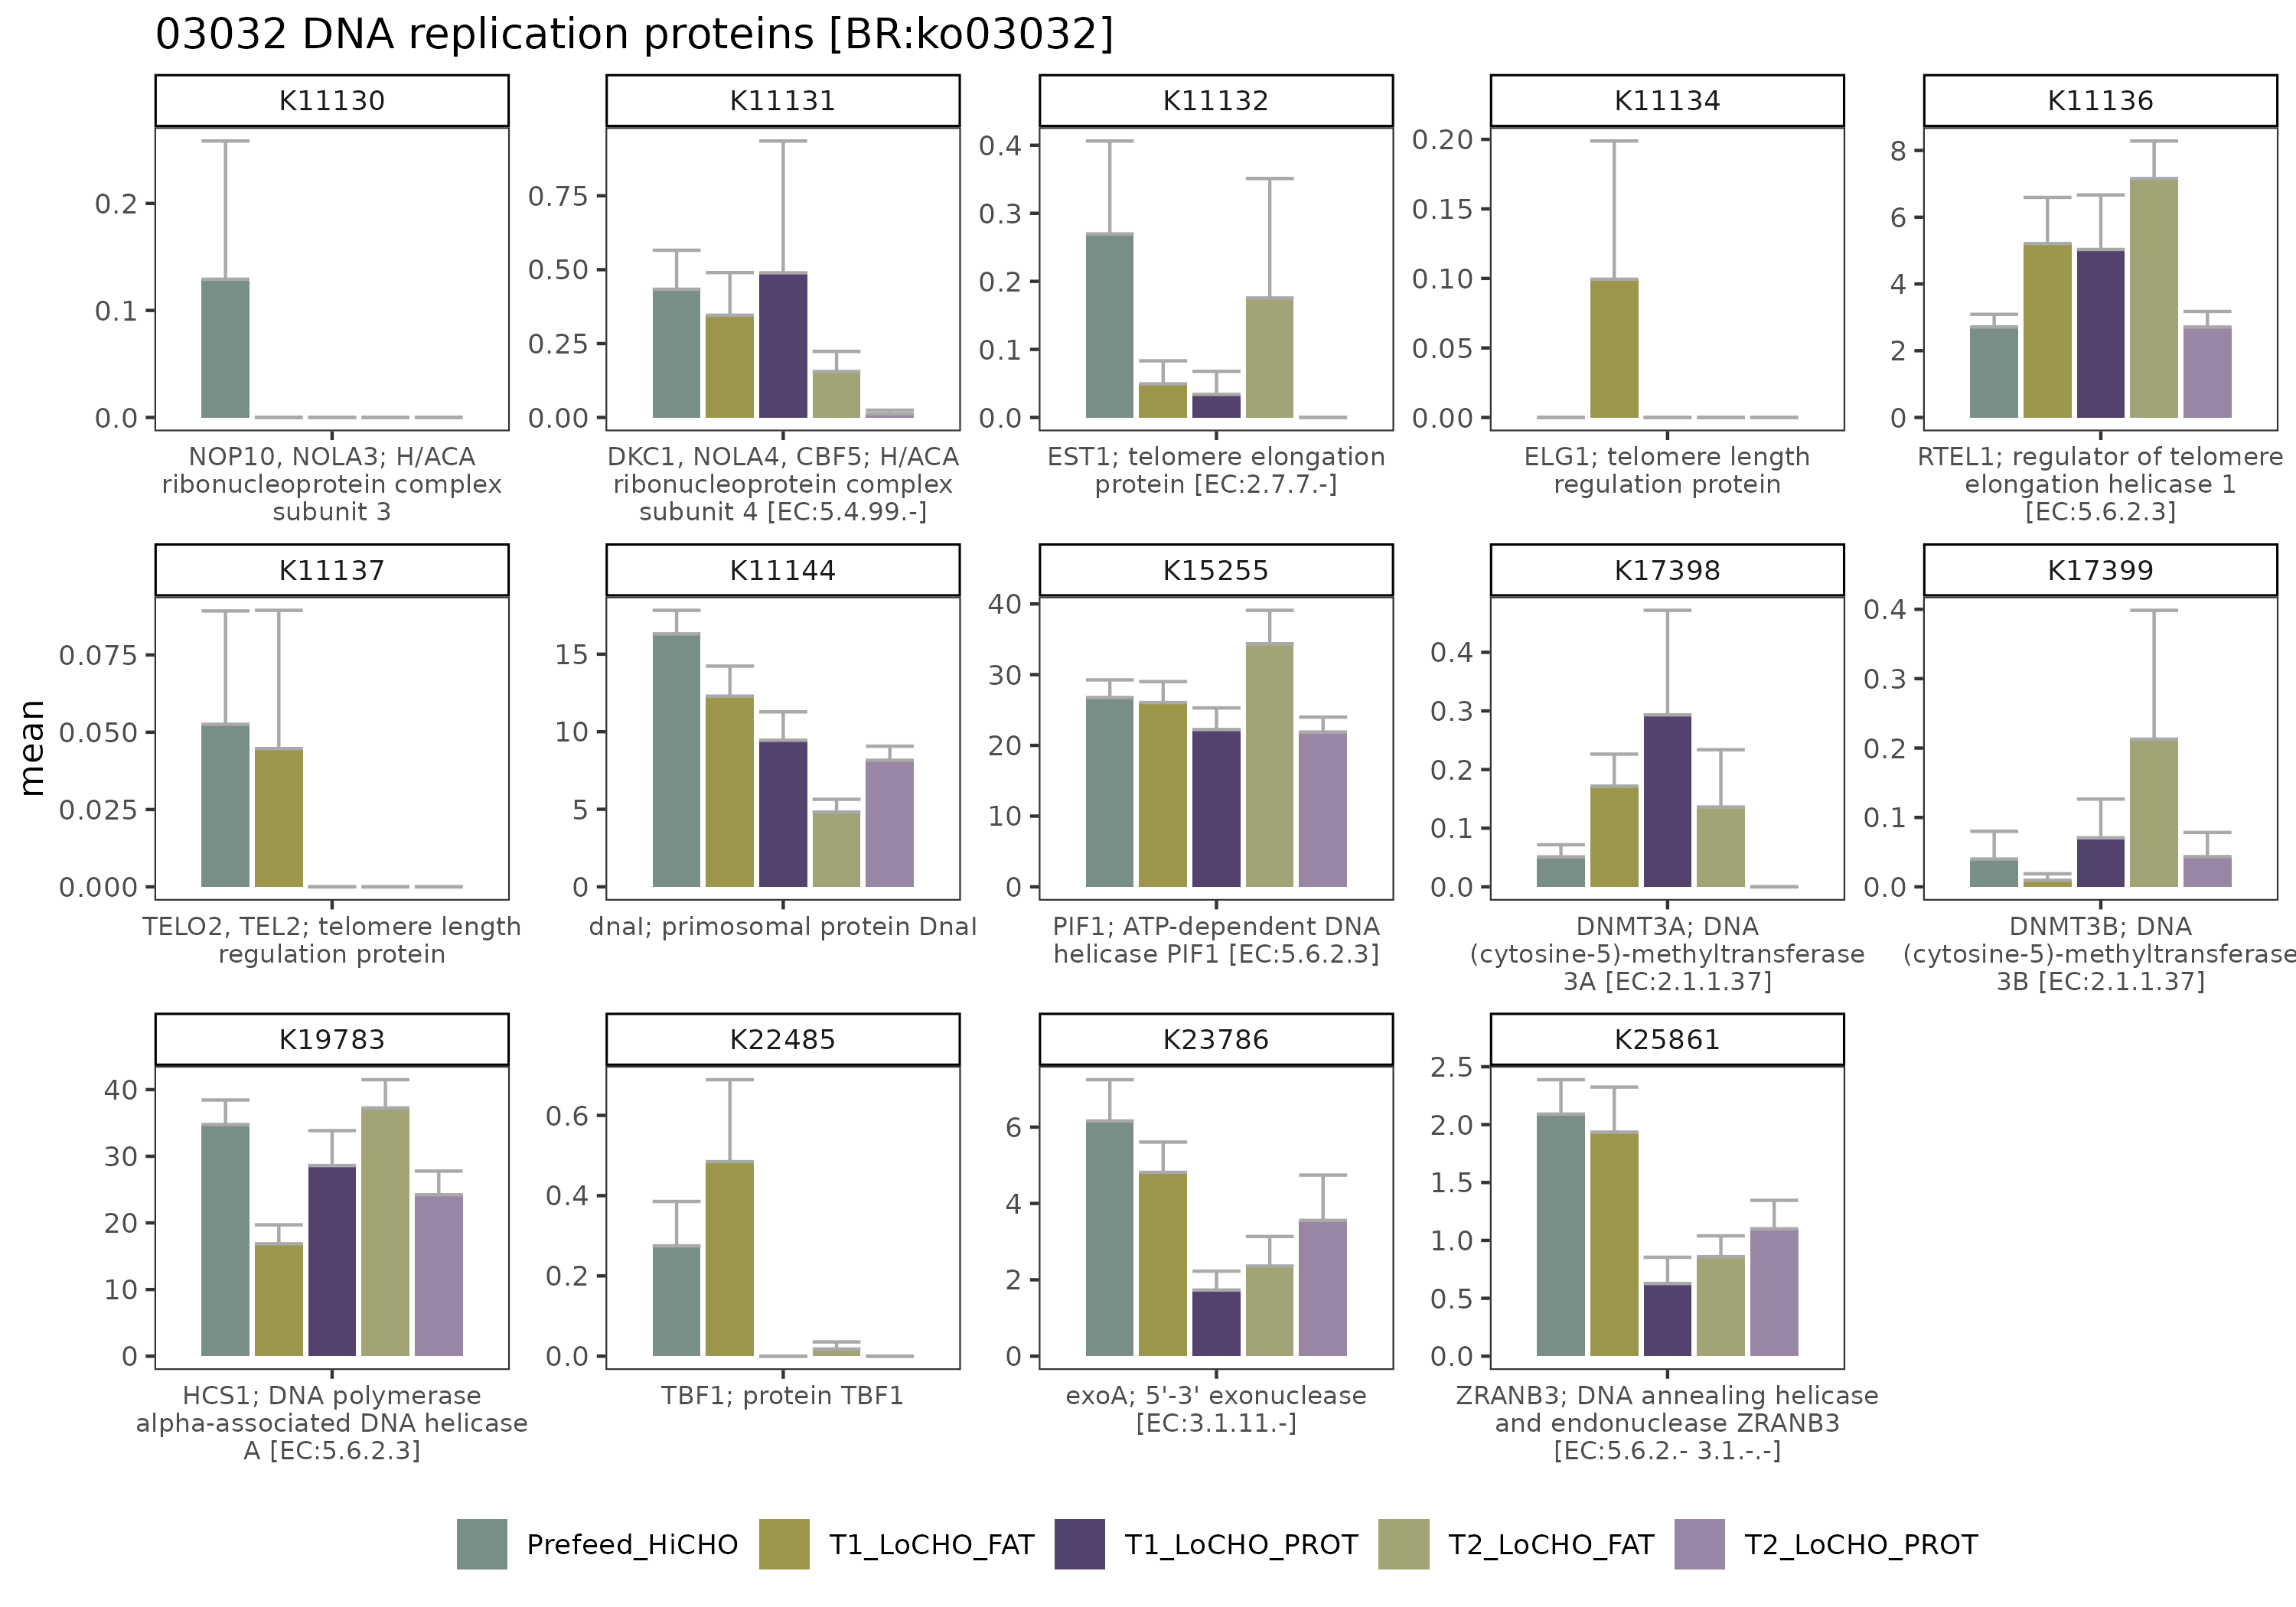 03032 DNA replication proteins [BR:ko03032]
K11130
K11131
K11132
K11134
K11136
0.2
0.1
0.0
0.75
0.50
0.25
0.00
0.4
0.3
0.2
0.1
0.0
0.20
0.15
0.10
0.05
0.00
8
6
4
2
0
NOP10, NOLA3; H/ACA
ribonucleoprotein complex
subunit 3
DKC1, NOLA4, CBF5; H/ACA
ribonucleoprotein complex
subunit 4 [EC:5.4.99.-]
EST1; telomere elongation
protein [EC:2.7.7.-]
ELG1; telomere length
regulation protein
RTEL1; regulator of telomere
elongation helicase 1
[EC:5.6.2.3]
mean
K11137
K11144
K15255
K17398
K17399
0.075
0.050
0.025
0.000
15
10
5
0
40
30
20
10
0
0.4
0.3
0.2
0.1
0.0
0.4
0.3
0.2
0.1
0.0
TELO2, TEL2; telomere length
regulation protein
dnaI; primosomal protein DnaI
PIF1; ATP-dependent DNA
helicase PIF1 [EC:5.6.2.3]
DNMT3A; DNA
(cytosine-5)-methyltransferase
3A [EC:2.1.1.37]
DNMT3B; DNA
(cytosine-5)-methyltransferase
3B [EC:2.1.1.37]
K19783
K22485
K23786
K25861
40
30
20
10
0
0.6
0.4
0.2
0.0
6
4
2
0
2.5
2.0
1.5
1.0
0.5
0.0
HCS1; DNA polymerase
alpha-associated DNA helicase
A [EC:5.6.2.3]
TBF1; protein TBF1
exoA; 5'-3' exonuclease
[EC:3.1.11.-]
ZRANB3; DNA annealing helicase
and endonuclease ZRANB3
[EC:5.6.2.- 3.1.-.-]
Prefeed_HiCHO
T1_LoCHO_FAT
T1_LoCHO_PROT
T2_LoCHO_FAT
T2_LoCHO_PROT